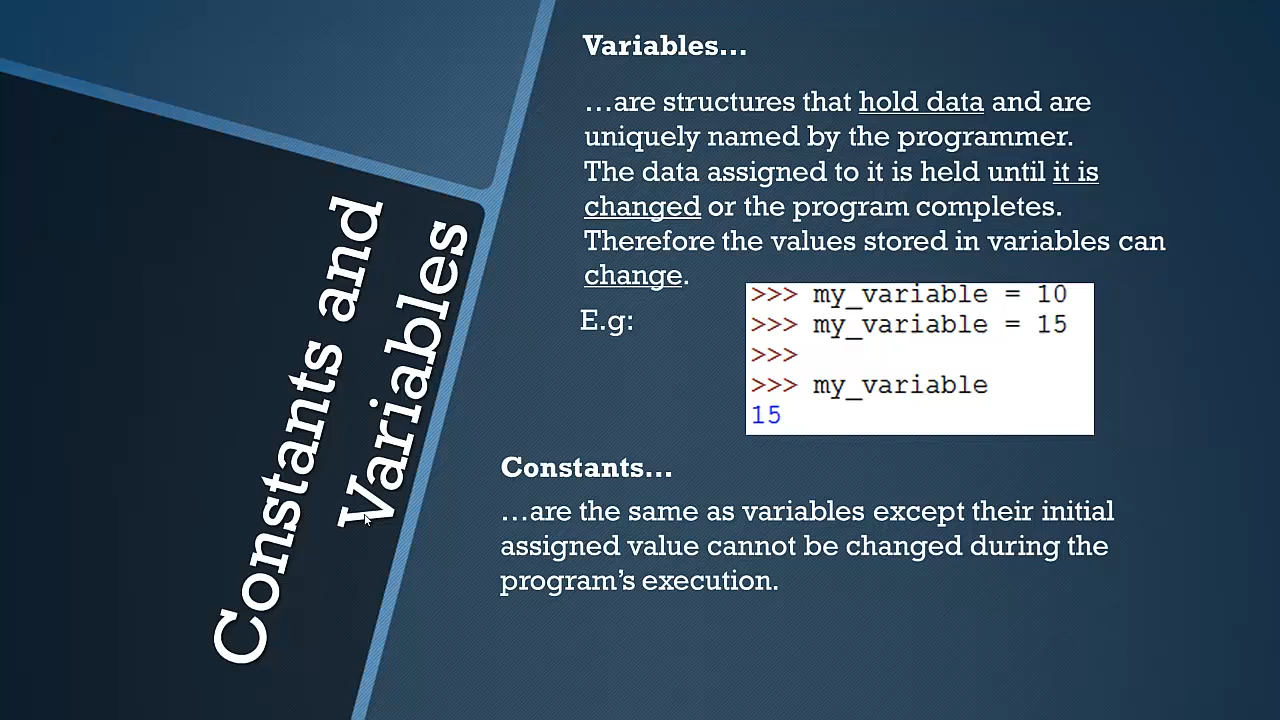 Constants and
Variables
Variables...
...are structures that hold data and are
uniquely named by the programmer.
The data assigned to it is held until it is
changed or the program completes.
Therefore the values stored in variables can
change.
E.g:
>>> my_variable = 10
>>> my_variable = 15
>>>
>>> my_variable
15
Constants...
...are the same as variables except their initial
assigned value cannot be changed during the
program's execution.